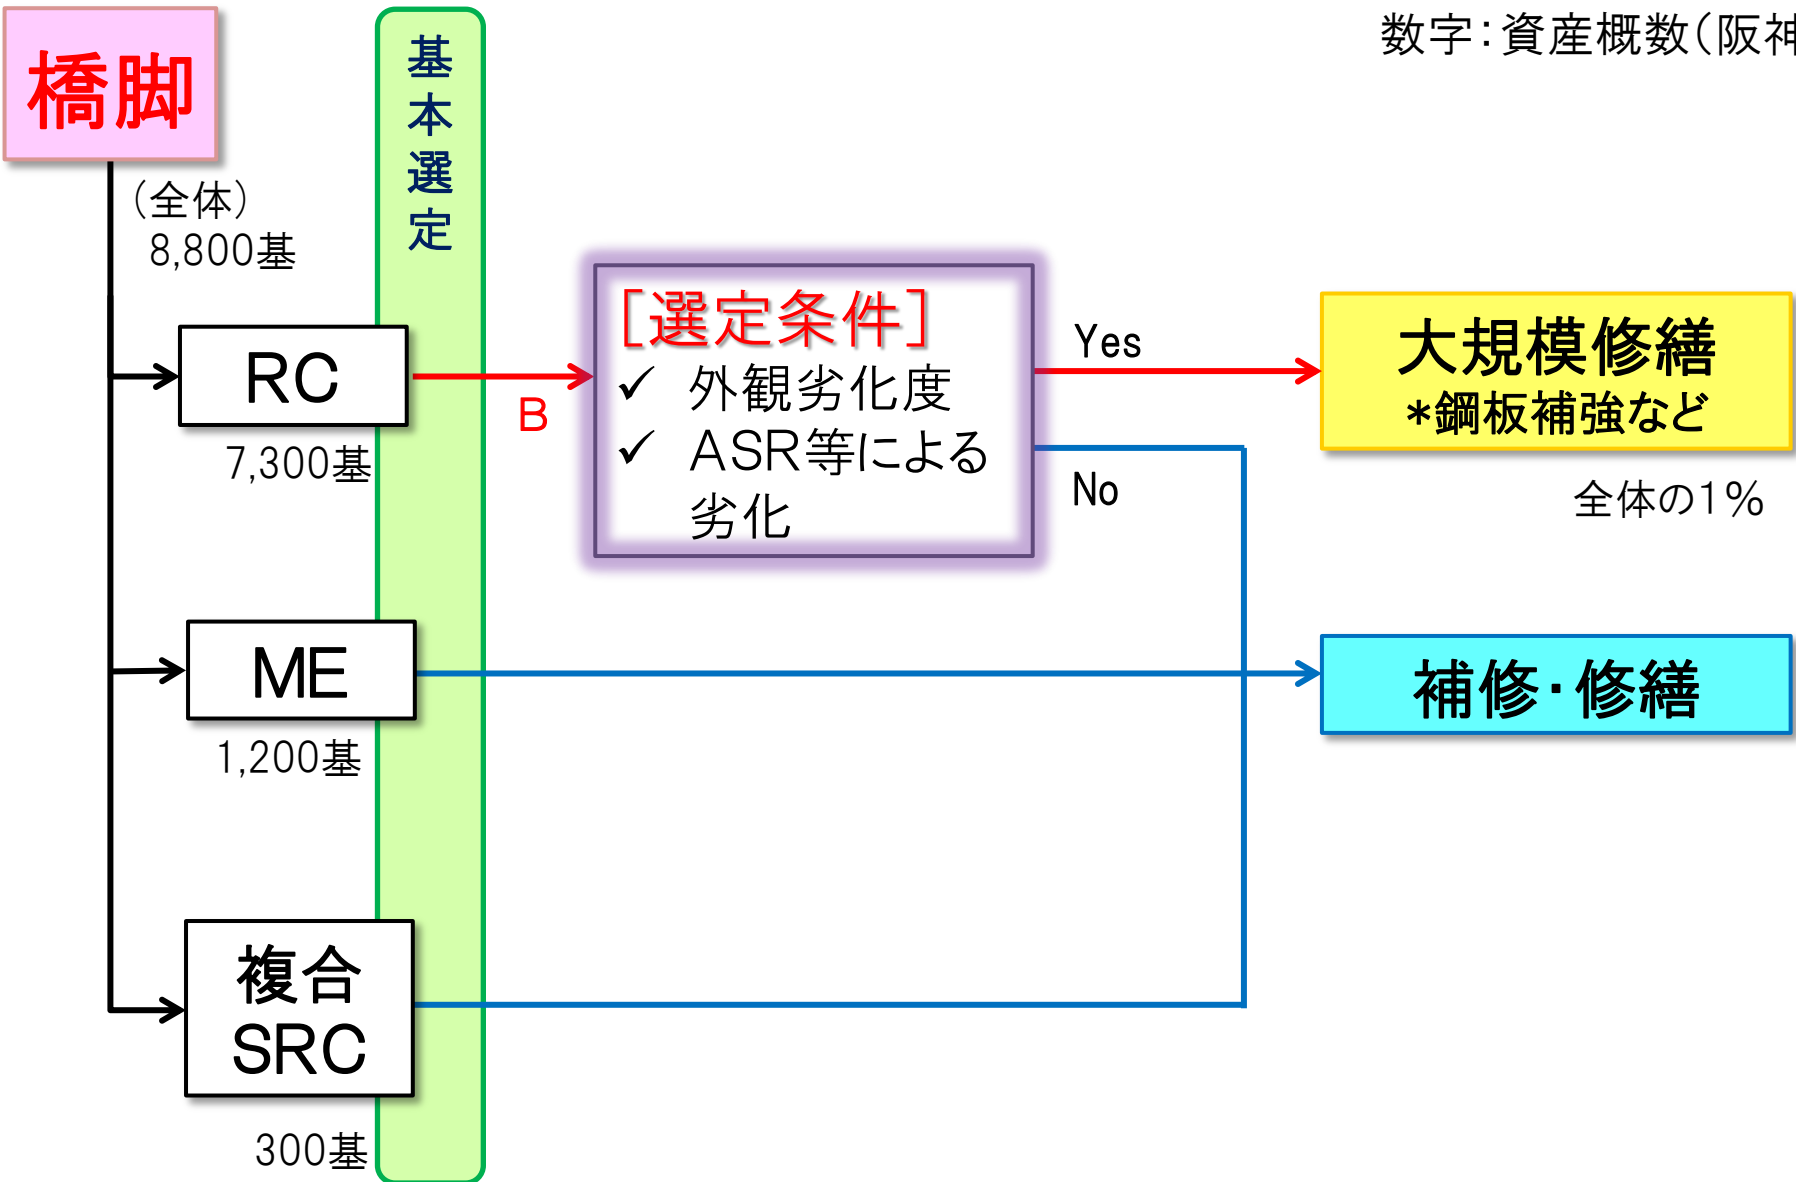 数字：資産概数（阪神
橋脚
基本選定
（全体）
8,800基
RC
7,300基
B
［選定条件］
✓ 外観劣化度
✓ ASR等による
劣化
Yes
No
大規模修繕
*鋼板補強など
全体の1％
ME
1,200基
補修・修繕
複合
SRC
300基